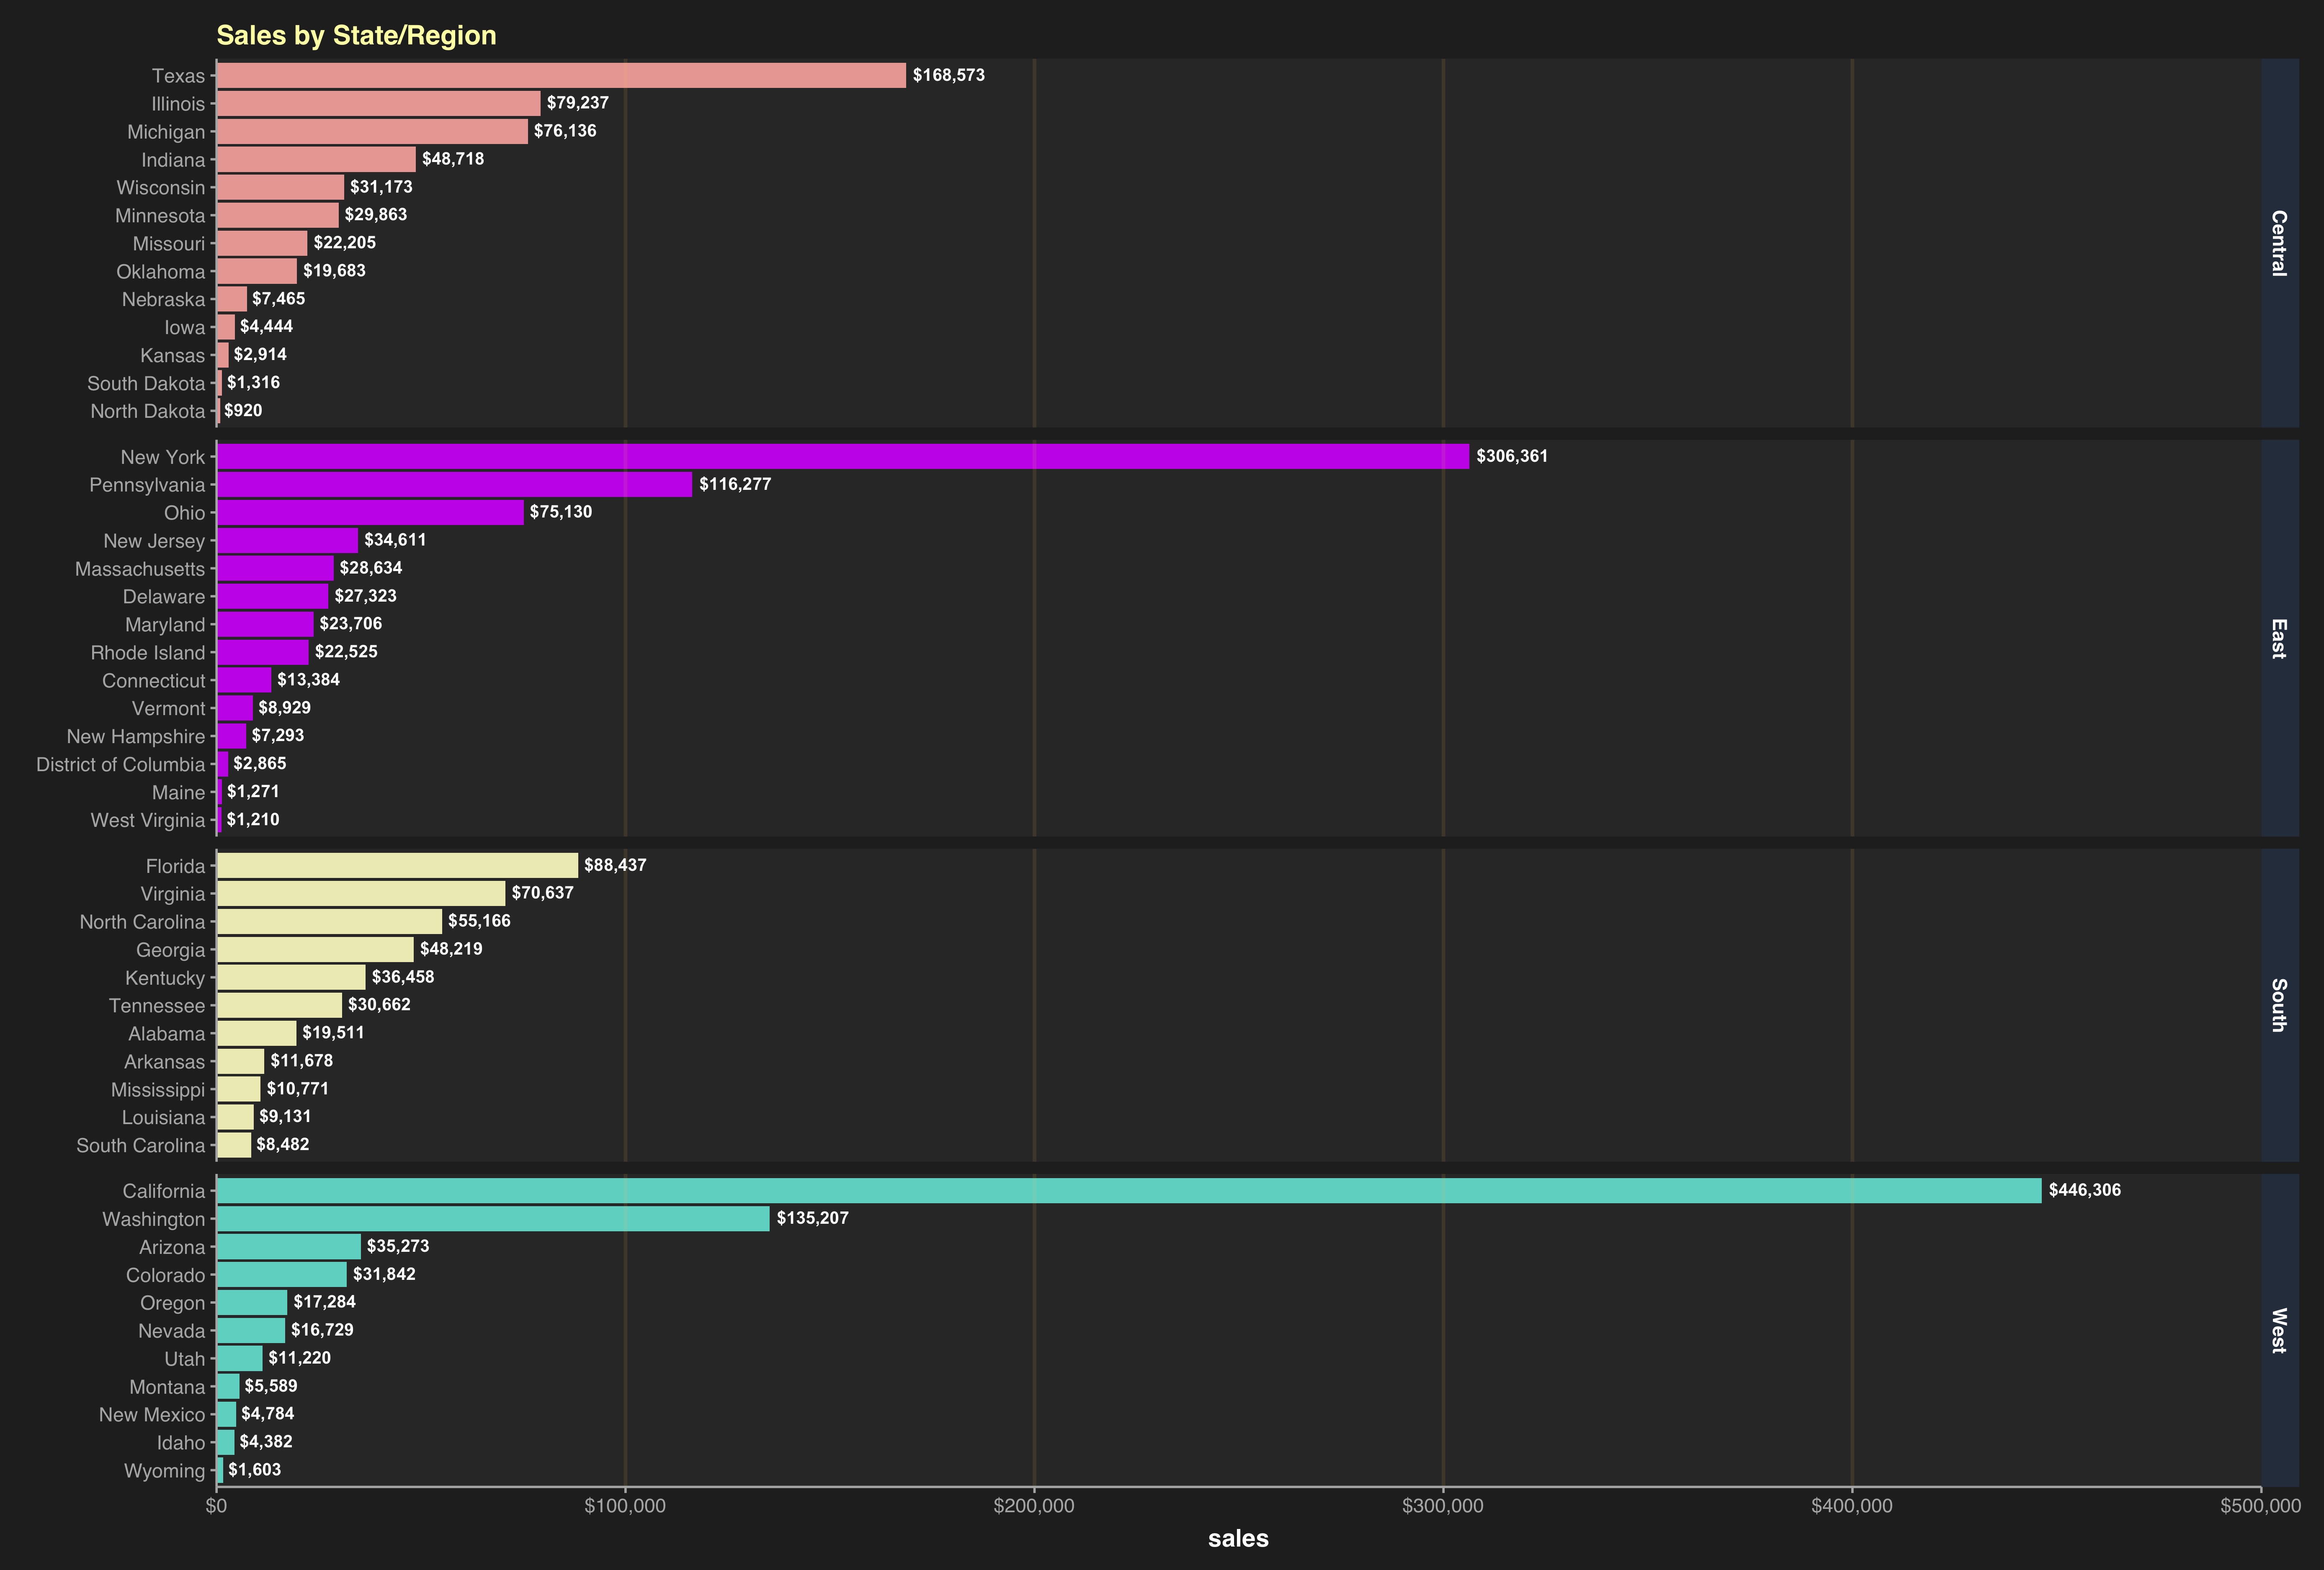 Sales by State/Region
Texas $168,573
Illinois $79,237
Michigan $76,136
Indiana $48,718
Wisconsin $31,173
Minnesota $29,863
Missouri $22,205
Oklahoma $19,683
Nebraska $7,465
Iowa $4,444
Kansas $2,914
South Dakota $1,316
North Dakota $920
Central
New York $306,361
Pennsylvania $116,277
Ohio $75,130
New Jersey $34,611
Massachusetts $28,634
Delaware $27,323
Maryland $23,706
Rhode Island $22,525
Connecticut $13,384
Vermont $8,929
New Hampshire $7,293
District of Columbia $2,865
Maine $1,271
West Virginia $1,210
East
Florida $88,437
Virginia $70,637
North Carolina $55,166
Georgia $48,219
Kentucky $36,458
Tennessee $30,662
Alabama $19,511
Arkansas $11,678
Mississippi $10,771
Louisiana $9,131
South Carolina $8,482
South
California $446,306
Washington $135,207
Arizona $35,273
Colorado $31,842
Oregon $17,284
Nevada $16,729
Utah $11,220
Montana $5,589
New Mexico $4,784
Idaho $4,382
Wyoming $1,603
West
$0 $100,000 $200,000 $300,000 $400,000 $500,000
sales